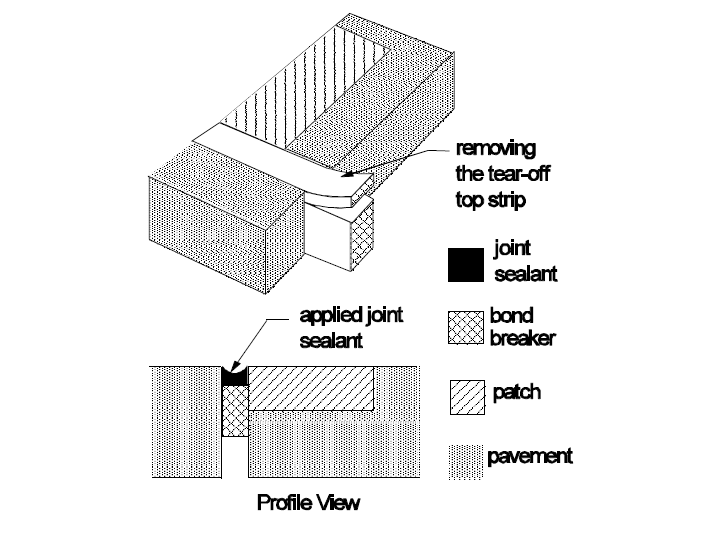 removing
the tear-off
top strip
joint
sealant
applied joint
sealant
bond
breaker
patch
pavement
Profile View